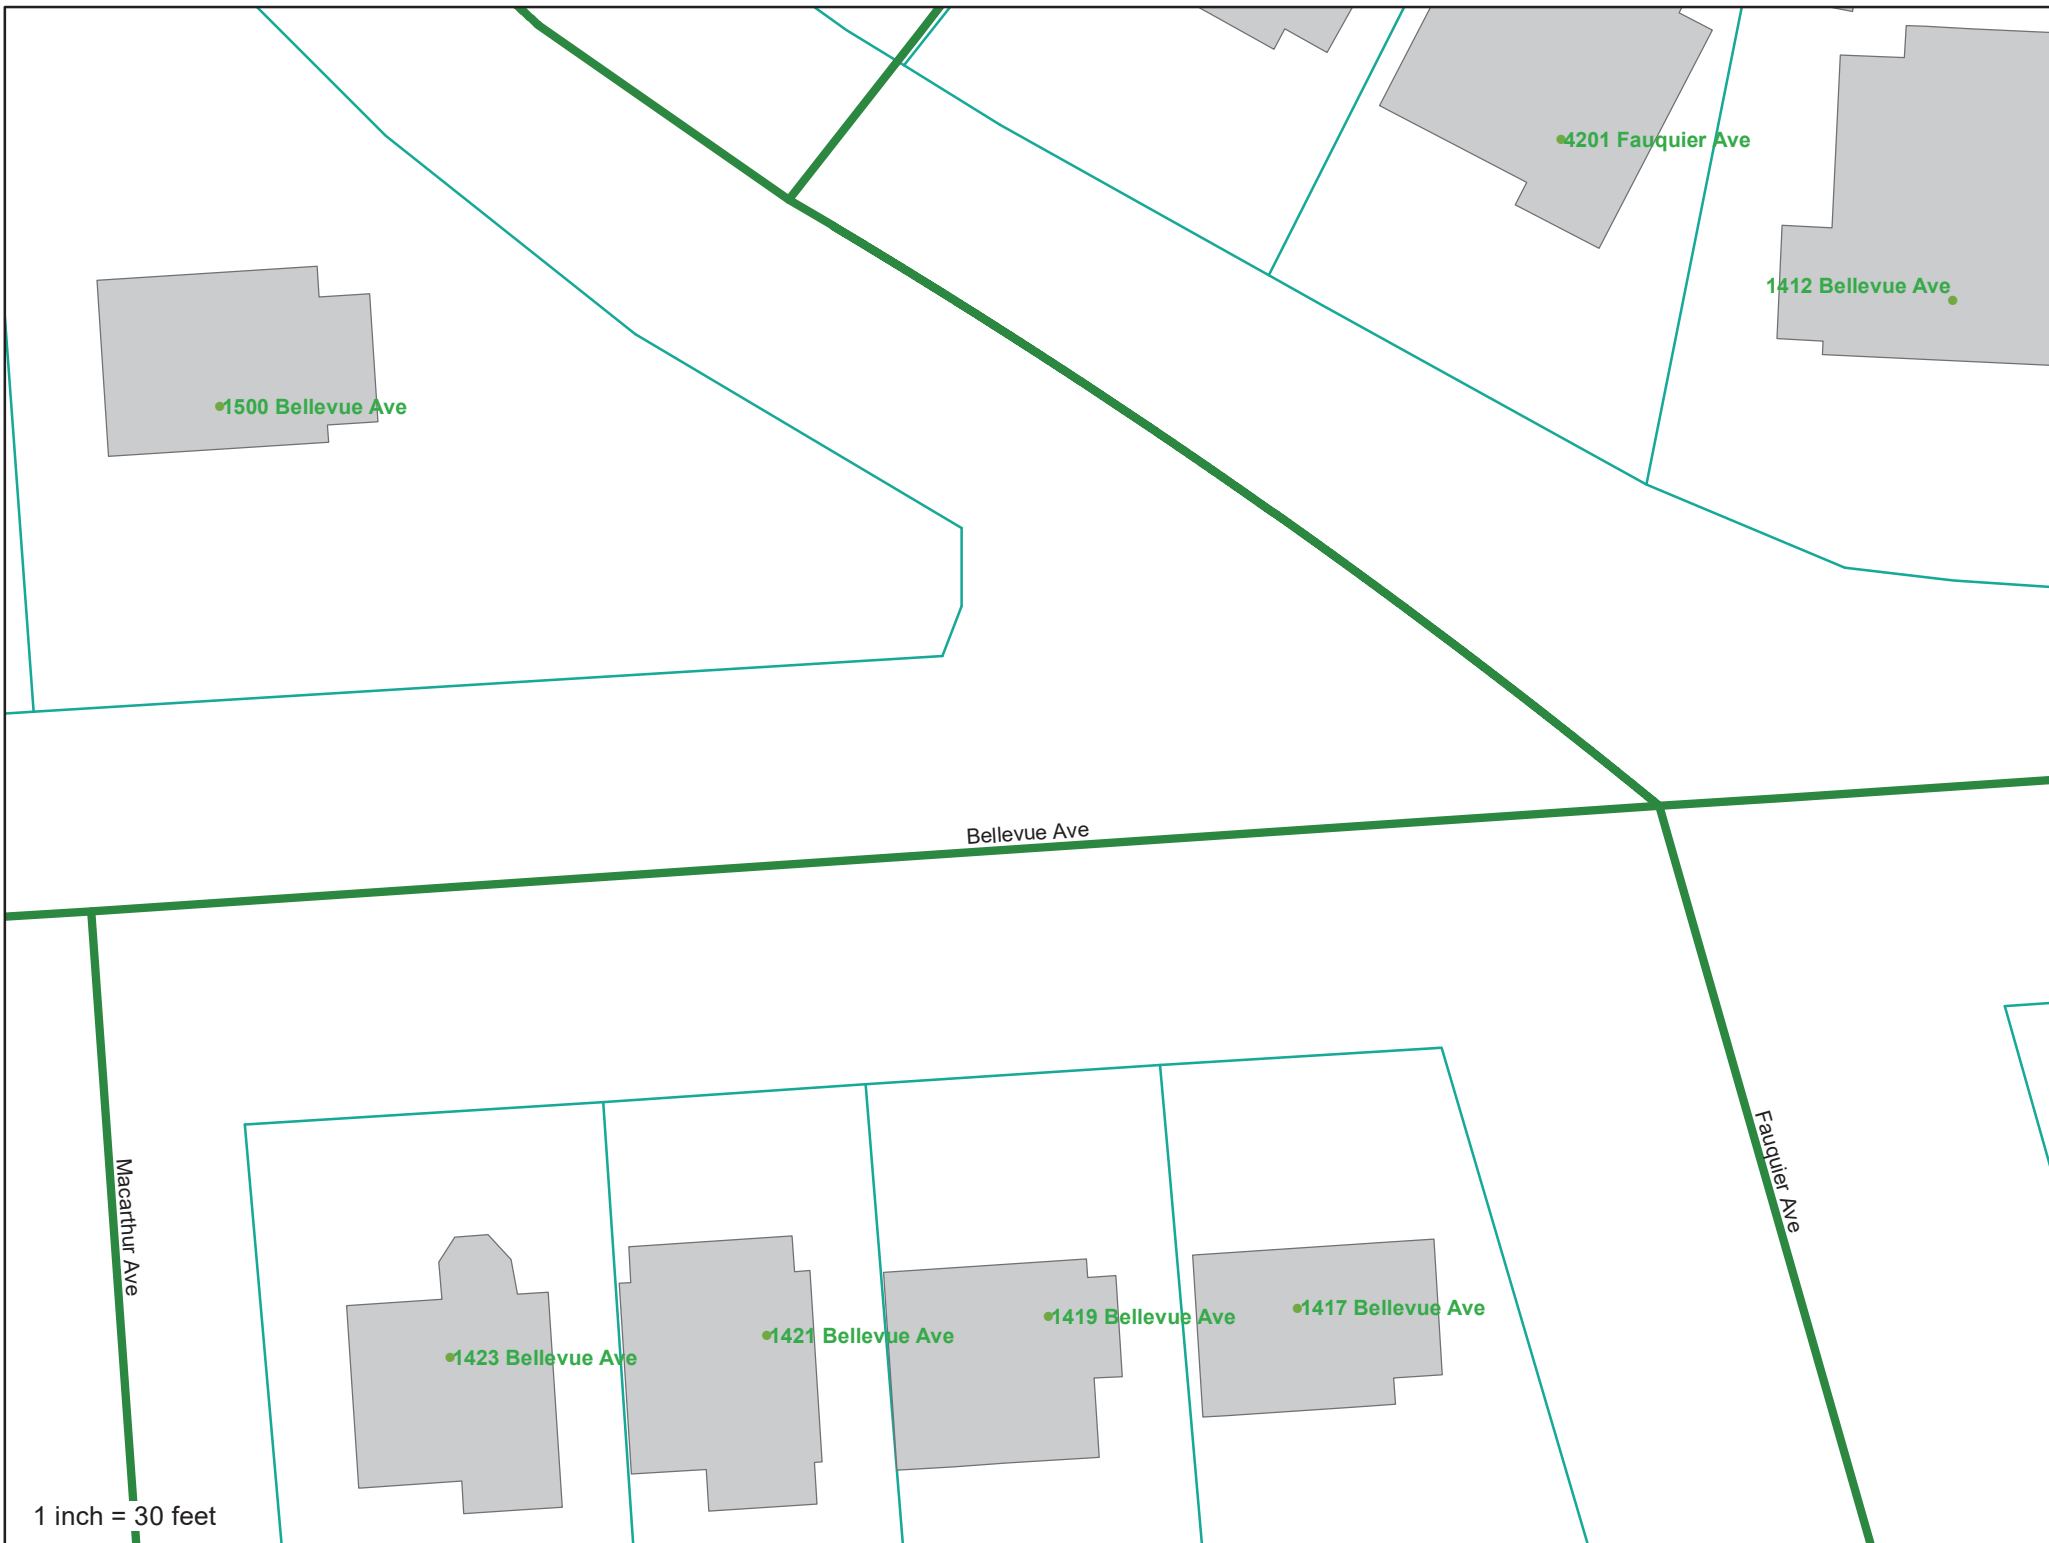 4201 Fauquier Ave
1412 Bellevue Ave
1500 Bellevue Ave
Bellevue Ave
Fauquier Ave
Macarthur Ave
1417 Bellevue Ave
1419 Bellevue Ave
1421 Bellevue Ave
1423 Bellevue Ave
1 inch = 30 feet